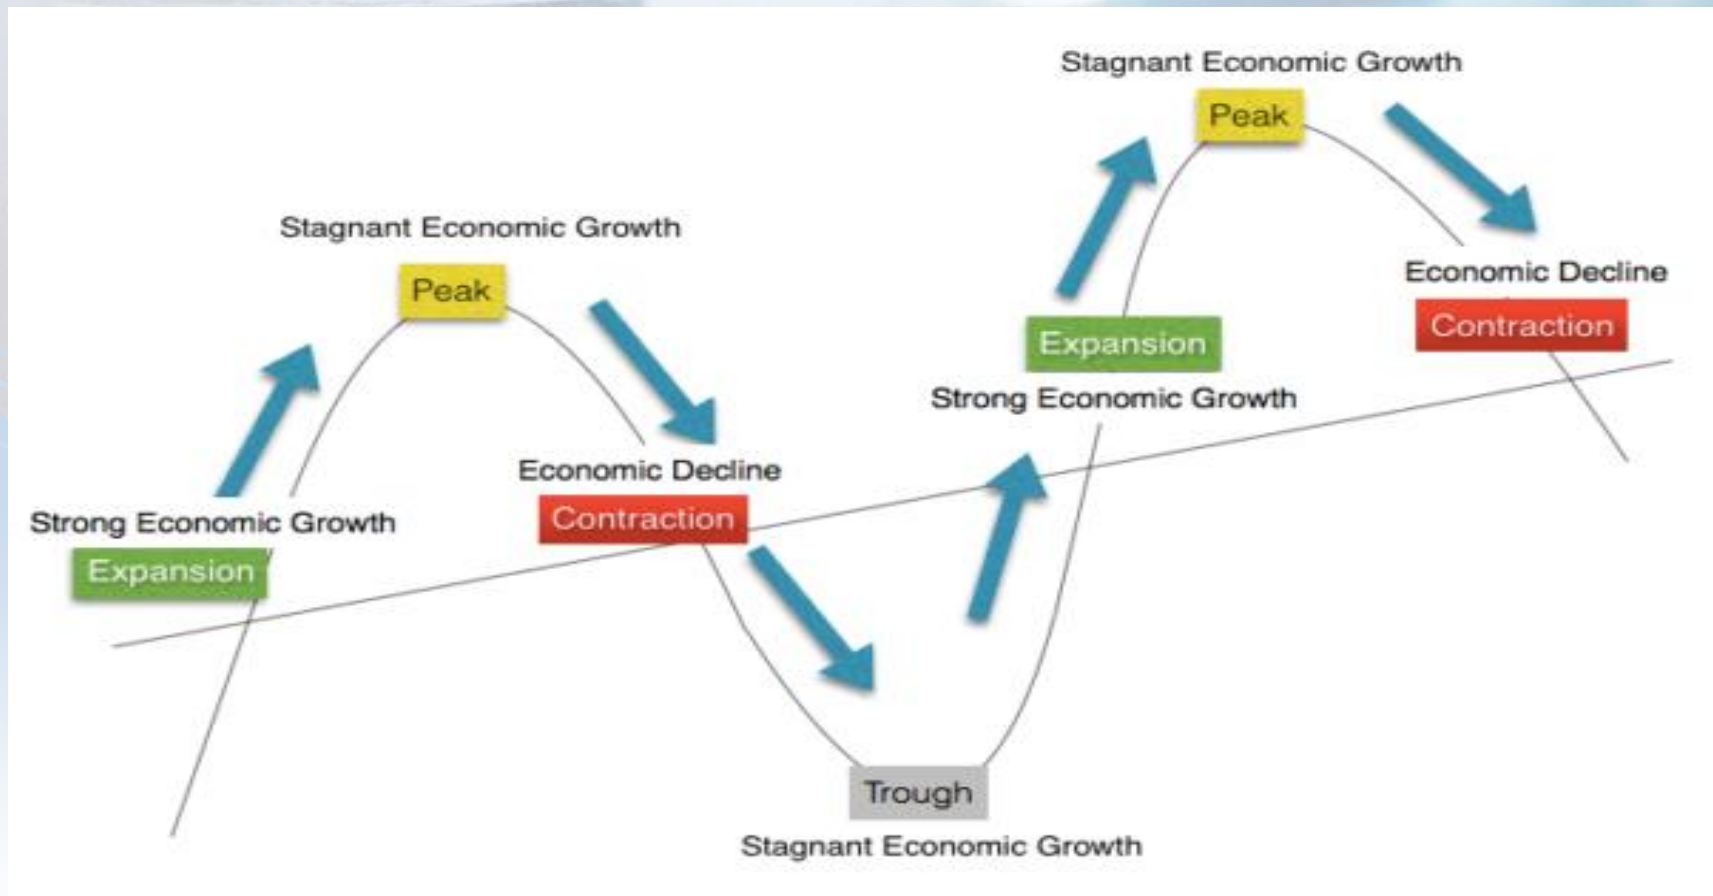 Stagnant Economic Growth
Peak
Stagnant Economic Growth
Peak
Economic Decline
Contraction
Expansion
Strong Economic Growth
Economic Decline
Contraction
Strong Economic Growth
Expansion
Trough
Stagnant Economic Growth